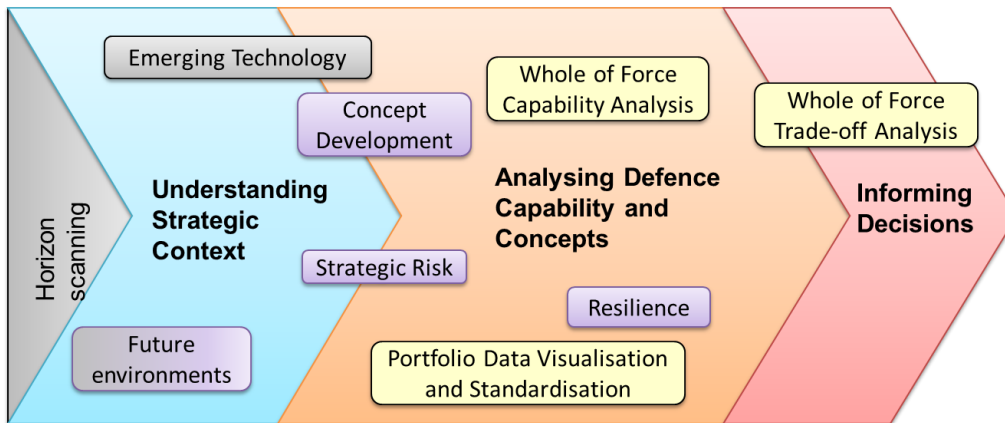 Emerging Technology
Concept
Development
Whole of Force
Capability Analysis
Whole of Force
Trade-off Analysis
Horizon
scanning
Understanding
Strategic
Context
Analysing Defence
Capability and
Concepts
Informing
Decisions
Strategic Risk
Resilience
Future
environments
Portfolio Data Visualisation
and Standardisation